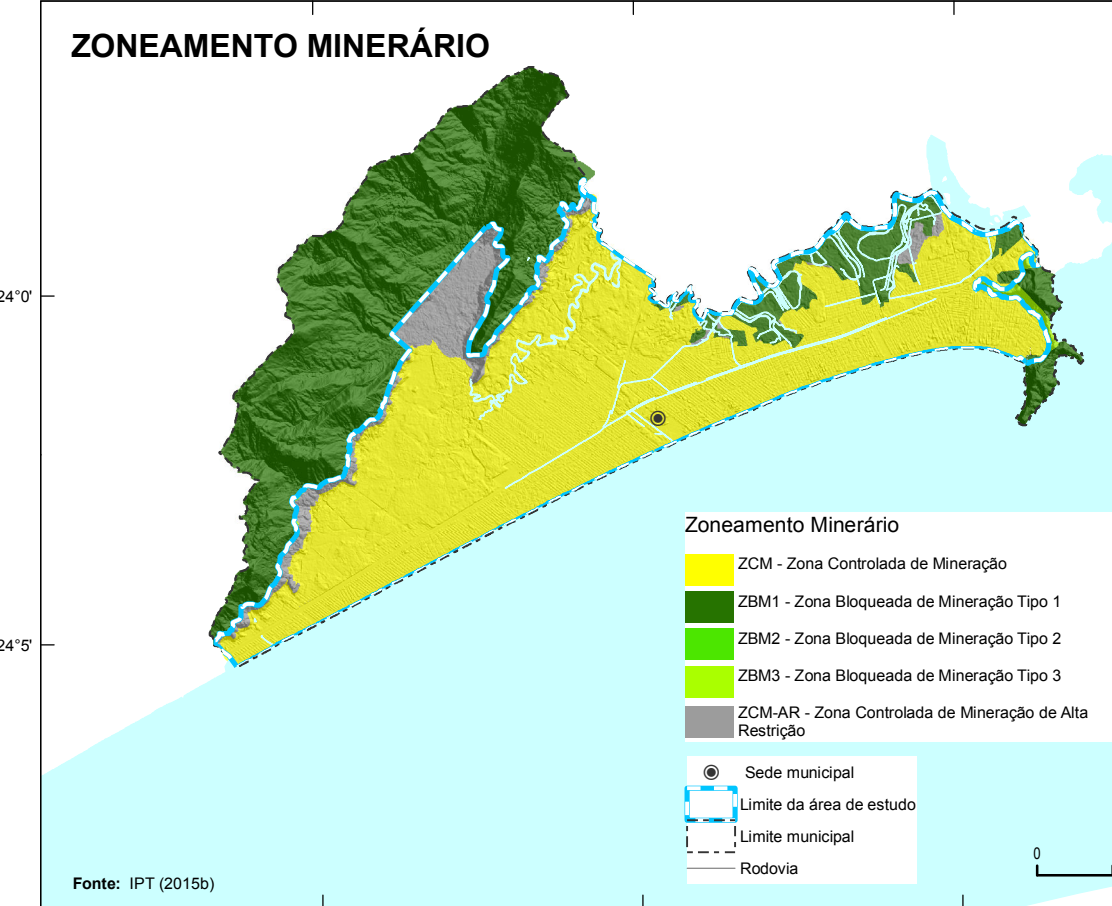 ZONEAMENTO MINERÁRIO
24°0'
24°5'
Zoneamento Minerário
ZCM - Zona Controlada de Mineração
ZBM1 - Zona Bloqueada de Mineração Tipo 1
ZBM2 - Zona Bloqueada de Mineração Tipo 2
ZBM3 - Zona Bloqueada de Mineração Tipo 3
ZCM-AR - Zona Controlada de Mineração de Alta
Restrição
Sede municipal
Limite da área de estudo
Limite municipal
Rodovia
0
Fonte: IPT (2015b)